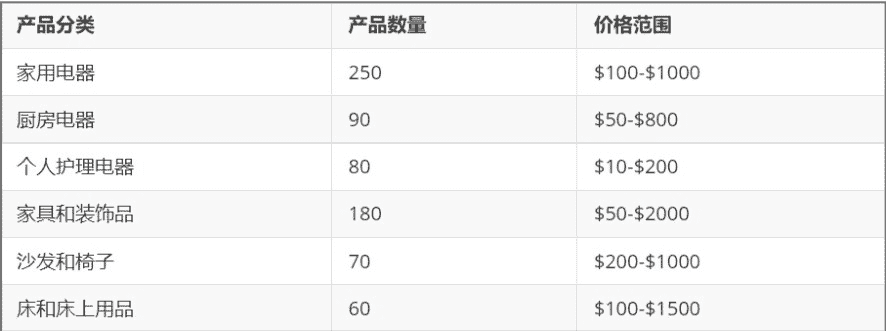 产品分类 产品数量 价格范围
家用电器 250 $100-$1000
厨房电器 90 $50-$800
个人护理电器 80 $10-$200
家具和装饰品 180 $50-$2000
沙发和椅子 70 $200-$1000
床和床上用品 60 $100-$1500